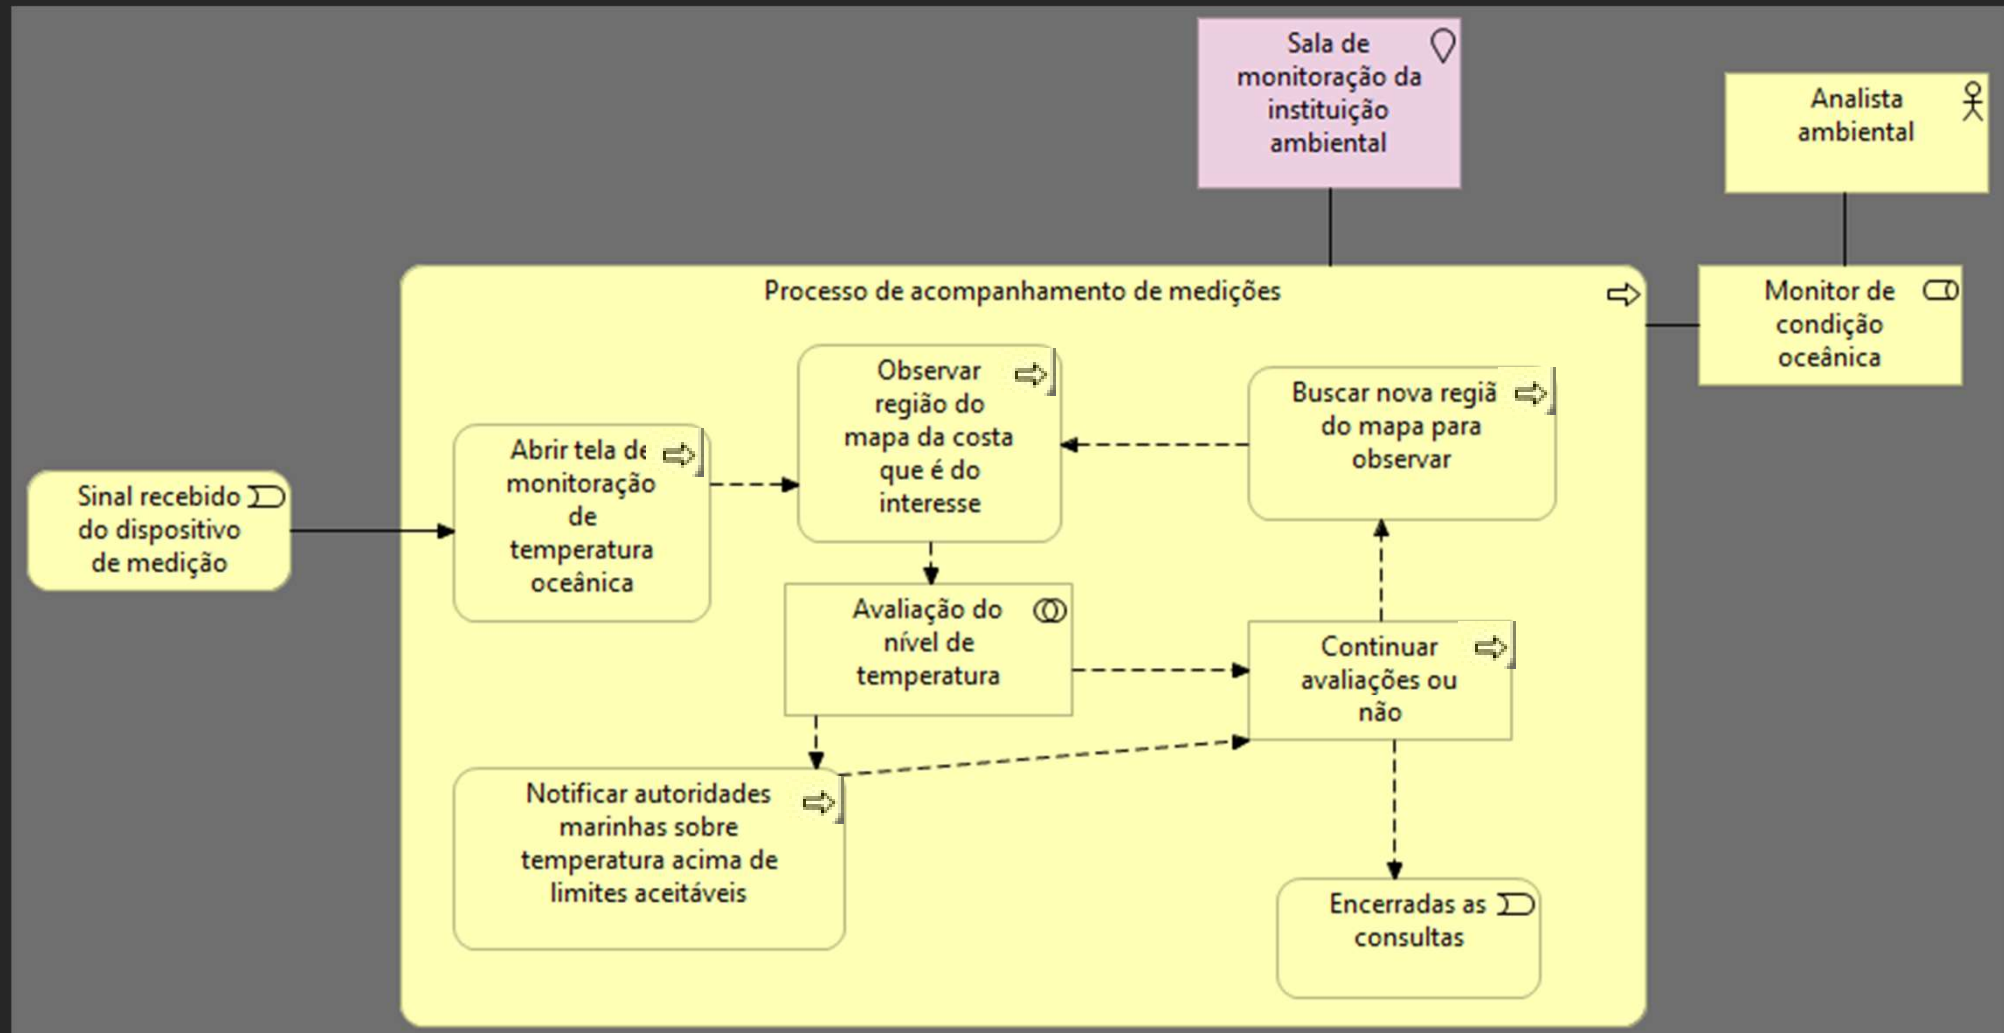 Sala de
monitoração da
instituição
ambiental
Analista
ambiental
Processo de acompanhamento de medições
Monitor de
condição
oceânica
Observar
região do
mapa da costa
que é do
interesse
Buscar nova regiã
do mapa para
observar
Abrir tela de
monitoração
de
temperatura
oceânica
Sinal recebido
do dispositivo
de medição
Avaliação do
nível de
temperatura
Continuar
avaliações ou
não
Notificar autoridades
marinhas sobre
temperatura acima de
limites aceitáveis
Encerradas as
consultas